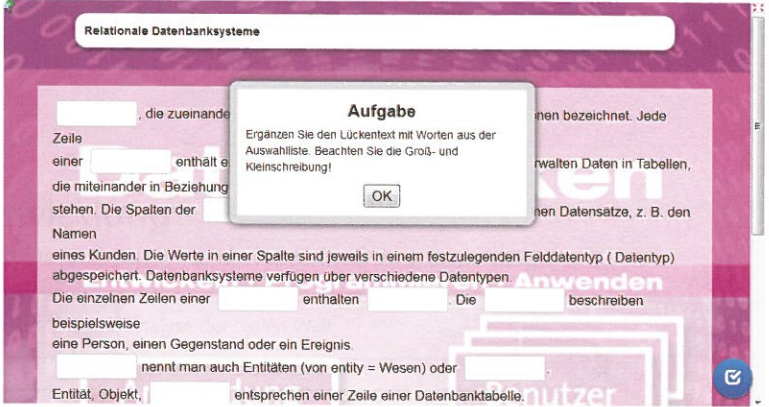 Relationale Datenbanksysteme
Aufgabe
Ergänzen Sie den Lückentext mit Worten aus der
Auswahlliste. Beachten Sie die Groß- und
Kleinschreibung!
OK
, die zueinande nen bezeichnet. Jede
Zeile
einer enthält e rwalten Daten in Tabellen,
die miteinander in Beziehung
stehen. Die Spalten der en Datensätze, z. B. den
Namen
eines Kunden. Die Werte in einer Spalte sind jeweils in einem festzulegenden Felddatentyp ( Datentyp)
abgespeichert. Datenbanksysteme verfügen über verschiedene Datentypen.
Die einzelnen Zeilen einer enthalten . Die beschreiben
beispielsweise
eine Person, einen Gegenstand oder ein Ereignis.
nennt man auch Entitäten (von entity = Wesen) oder .
Entität, Objekt, entsprechen einer Zeile einer Datenbanktabelle.
Anwenden
Benutzer